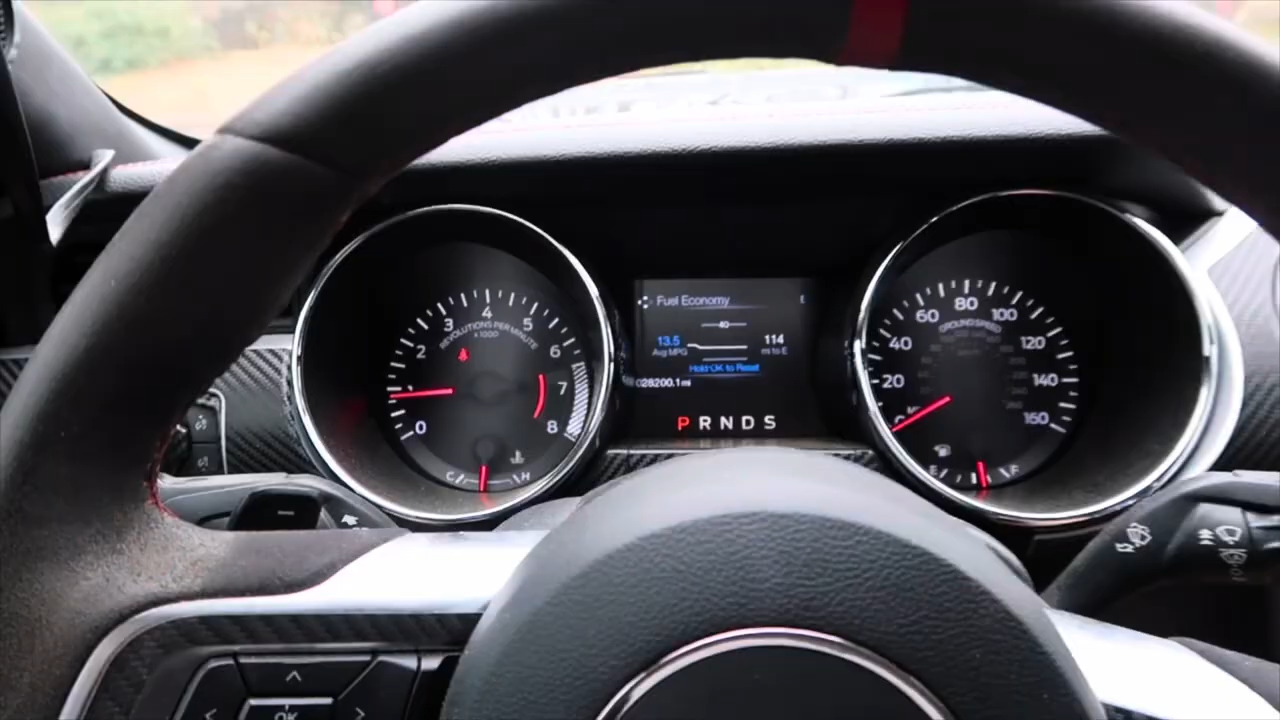 0 1 2 3 4 5 6 7 8
REVOLUTIONS PER MINUTE
x 1000
C H
Fuel Economy
E
40
13.5
Avg MPG
114
mi to E
Hold OK to Reset
028200.1 mi
P R N D S
0 20 40 60 80 100 120 140 160
GROUND SPEED
E F
OK